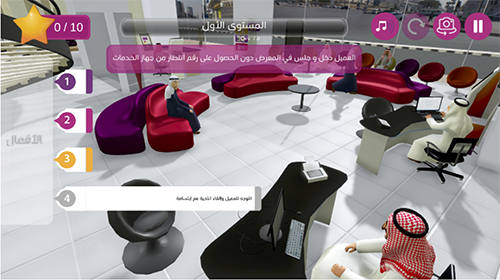 0 / 10
المستوى الأول
العميل دخل و جلس في المعرض دون الحصول على رقم انتظار من جهاز الخدمات
1
2
3
4
التوجه للعميل وإلقاء التحية مع إبتسامة
الأفعال